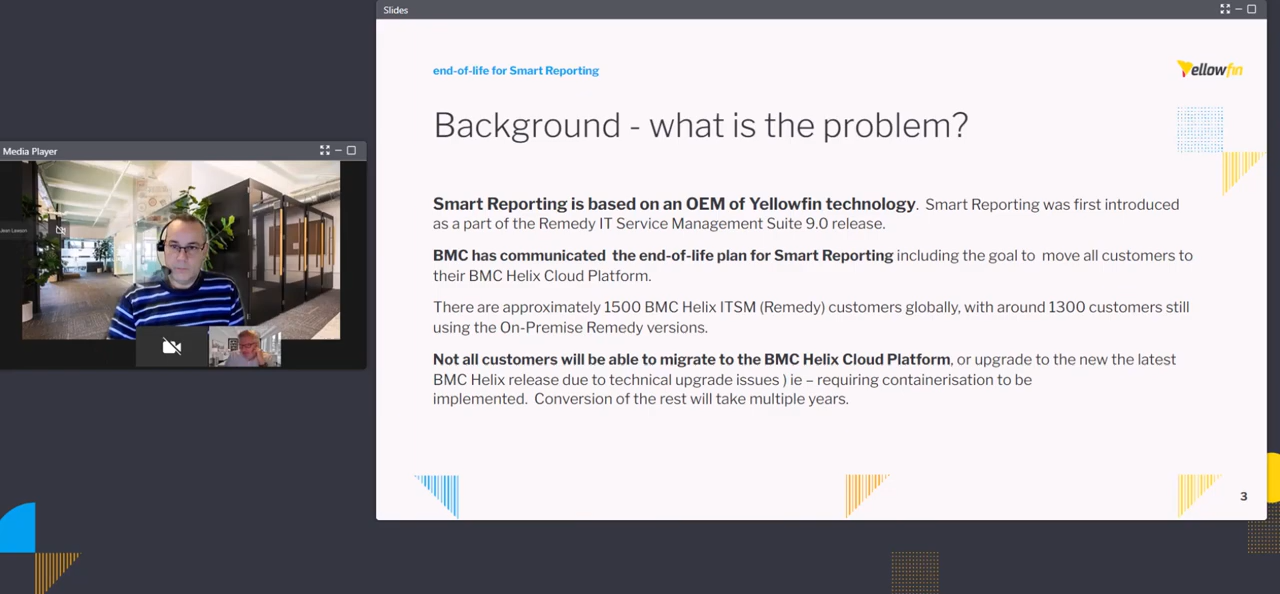 Slides
end-of-life for Smart Reporting
Yellowfin
Background - what is the problem?
Media Player
Smart Reporting is based on an OEM of Yellowfin technology. Smart Reporting was first introduced
as a part of the Remedy IT Service Management Suite 9.0 release.
BMC has communicated the end-of-life plan for Smart Reporting including the goal to move all customers to
their BMC Helix Cloud Platform.
There are approximately 1500 BMC Helix ITSM (Remedy) customers globally, with around 1300 customers still
using the On-Premise Remedy versions.
Not all customers will be able to migrate to the BMC Helix Cloud Platform, or upgrade to the new the latest
BMC Helix release due to technical upgrade issues ) ie – requiring containerisation to be
implemented. Conversion of the rest will take multiple years.
3